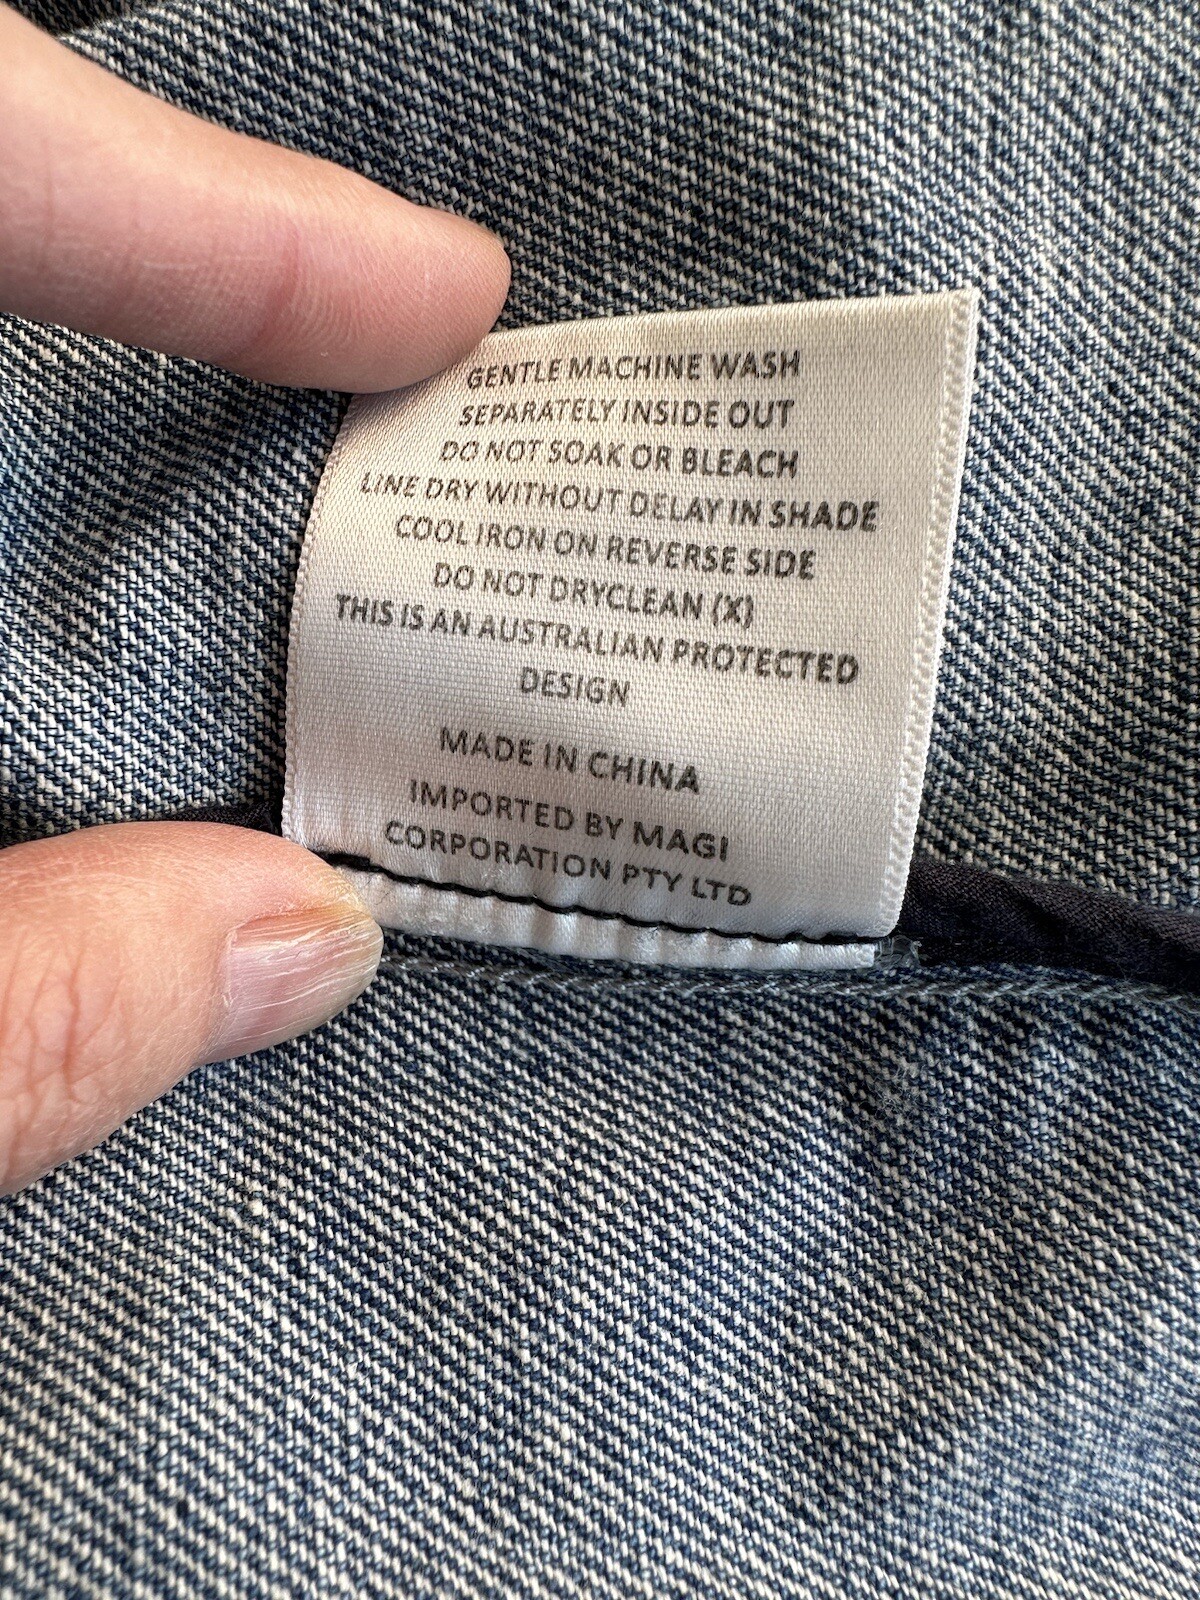 GENTLE MACHINE WASH
SEPARATELY INSIDE OUT
DO NOT SOAK OR BLEACH
LINE DRY WITHOUT DELAY IN SHADE
COOL IRON ON REVERSE SIDE
DO NOT DRYCLEAN (X)
THIS IS AN AUSTRALIAN PROTECTED
DESIGN
MADE IN CHINA
IMPORTED BY MAGI
CORPORATION PTY LTD